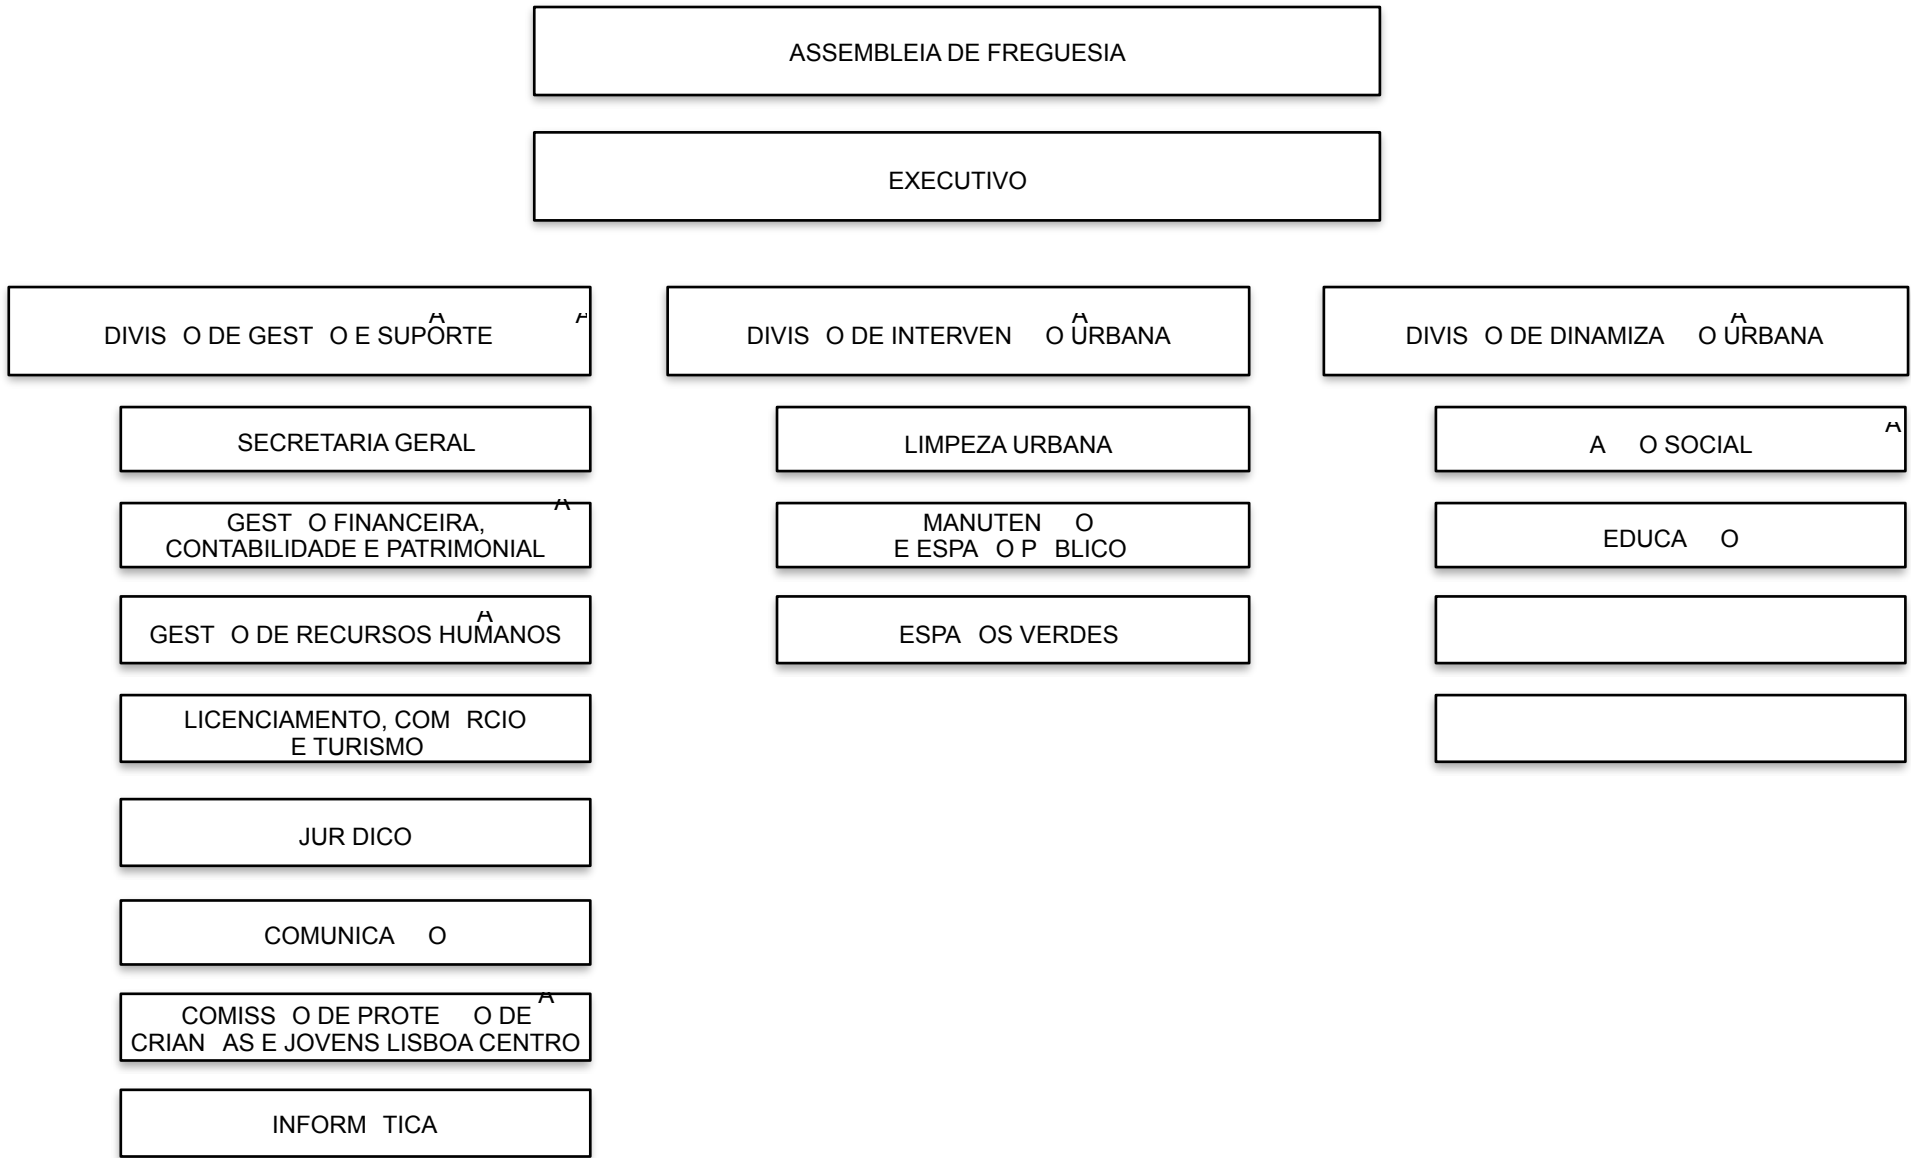 ASSEMBLEIA DE FREGUESIA
EXECUTIVO
DIVIS O DE GEST O E SUPORTE
SECRETARIA GERAL
GEST O FINANCEIRA,
CONTABILIDADE E PATRIMONIAL
GEST O DE RECURSOS HUMANOS
LICENCIAMENTO, COM RCIO
E TURISMO
JUR DICO
COMUNICA O
COMISS O DE PROTE O DE
CRIAN AS E JOVENS LISBOA CENTRO
INFORM TICA
DIVIS O DE INTERVEN O URBANA
LIMPEZA URBANA
MANUTEN O
E ESPA O P BLICO
ESPA OS VERDES
DIVIS O DE DINAMIZA O URBANA
A O SOCIAL
EDUCA O